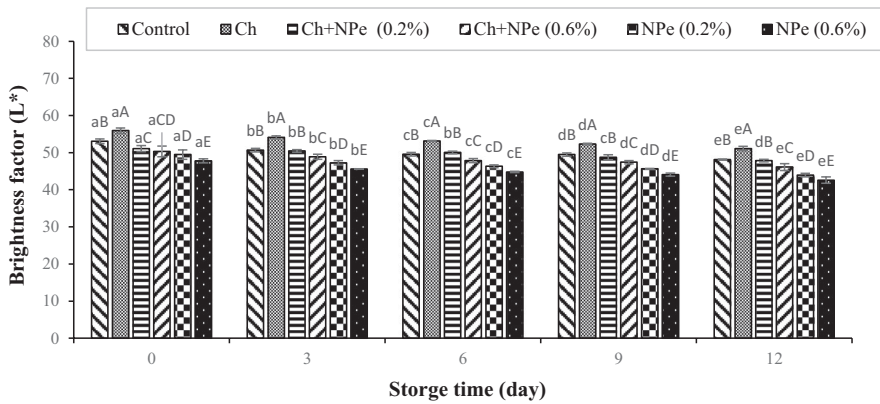 Control Ch Ch+NPe (0.2%) Ch+NPe (0.6%) NPe (0.2%) NPe (0.6%)
Brightness factor (L*)
80
70
60
50
40
30
20
10
0
aB aA aC aCD aD aE
bB bA bB bC bD bE
cB cA bB cC cD cE
dB dA dC dC dD dE
eB eA dB eC eD eE
0 3 6 9 12
Storge time (day)